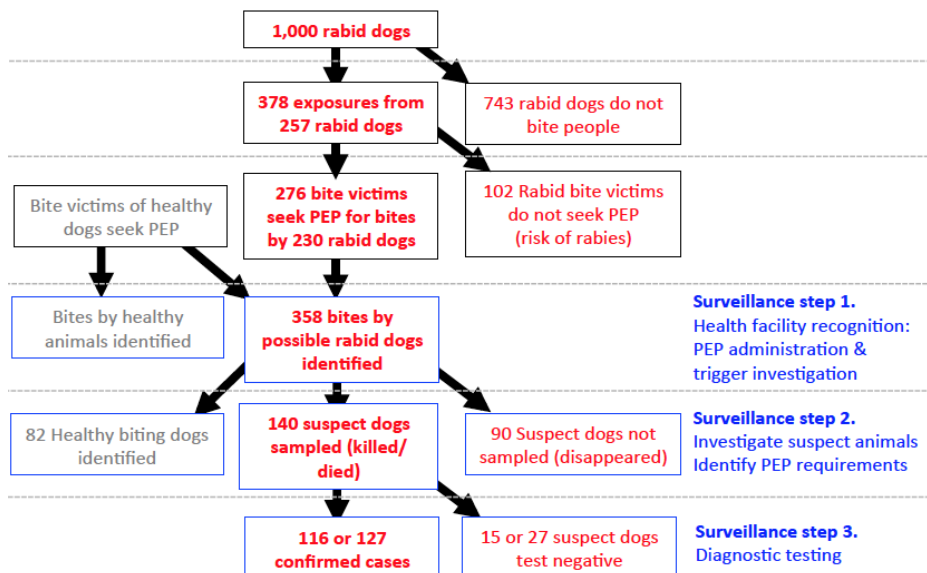 1,000 rabid dogs
378 exposures from
257 rabid dogs
743 rabid dogs do not
bite people
Bite victims of healthy
dogs seek PEP
276 bite victims
seek PEP for bites
by 230 rabid dogs
102 Rabid bite victims
do not seek PEP
(risk of rabies)
Bites by healthy
animals identified
358 bites by
possible rabid dogs
identified
Surveillance step 1.
Health facility recognition:
PEP administration &
trigger investigation
82 Healthy biting dogs
identified
140 suspect dogs
sampled (killed/
died)
90 Suspect dogs not
sampled (disappeared)
Surveillance step 2.
Investigate suspect animals
Identify PEP requirements
116 or 127
confirmed cases
15 or 27 suspect dogs
test negative
Surveillance step 3.
Diagnostic testing